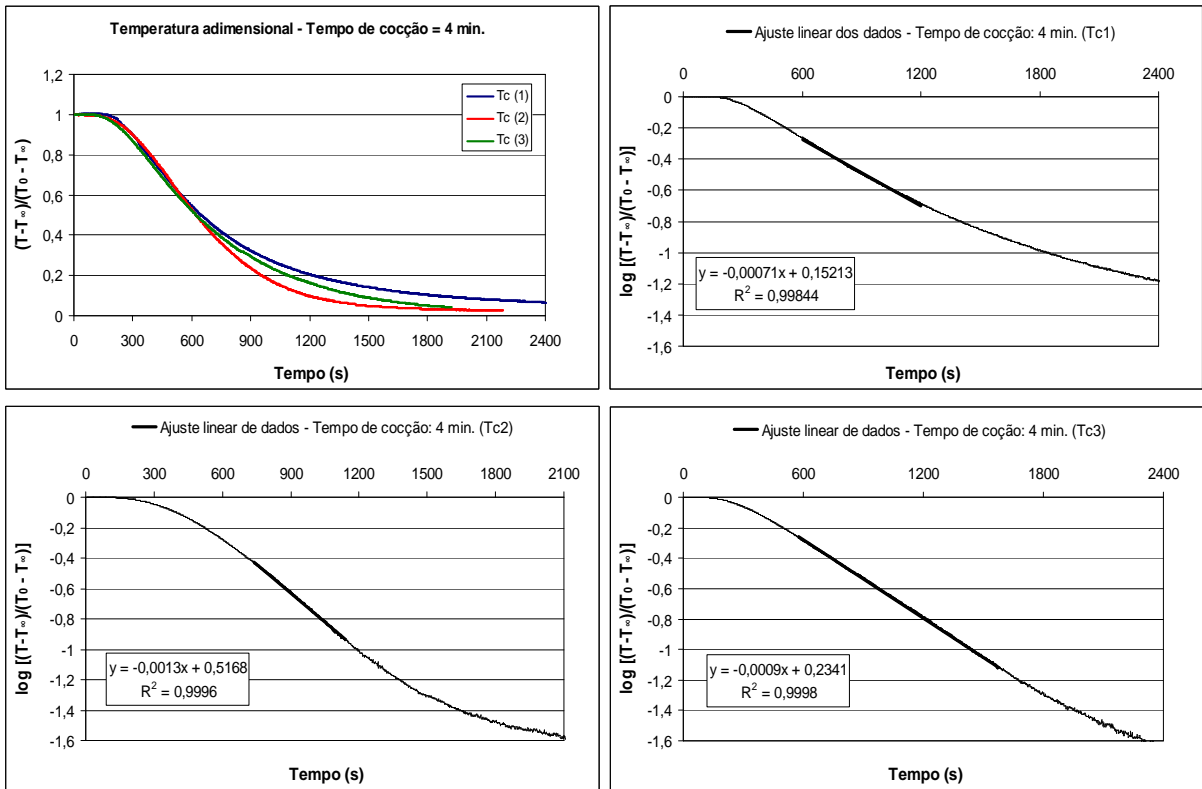 Temperatura adimensional - Tempo de cocção = 4 min.
1,2
1
0,8
0,6
0,4
0,2
0
0 300 600 900 1200 1500 1800 2100 2400
(T-T∞)/(T0 - T∞)
Tempo (s)
Tc (1)
Tc (2)
Tc (3)
Ajuste linear dos dados - Tempo de cocção: 4 min. (Tc1)
0 600 1200 1800 2400
0
-0,2
-0,4
-0,6
-0,8
-1
-1,2
-1,4
-1,6
log [(T-T∞)/(T0 - T∞)]
y = -0,00071x + 0,15213
R² = 0,99844
Tempo (s)
Ajuste linear de dados - Tempo de cocção: 4 min. (Tc2)
0 300 600 900 1200 1500 1800 2100
0
-0,2
-0,4
-0,6
-0,8
-1
-1,2
-1,4
-1,6
log [(T-T∞)/(T0 - T∞)]
y = -0,0013x + 0,5168
R² = 0,9996
Tempo (s)
Ajuste linear de dados - Tempo de coção: 4 min. (Tc3)
0 600 1200 1800 2400
0
-0,2
-0,4
-0,6
-0,8
-1
-1,2
-1,4
-1,6
log [(T-T∞)/(T0 - T∞)]
y = -0,0009x + 0,2341
R² = 0,9998
Tempo (s)